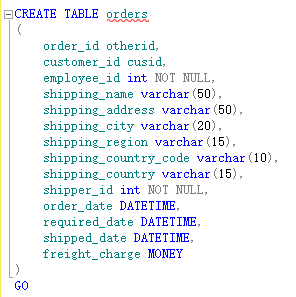 CREATE TABLE orders
(
order_id otherid,
customer_id cusid,
employee_id int NOT NULL,
shipping_name varchar(50),
shipping_address varchar(50),
shipping_city varchar(20),
shipping_region varchar(15),
shipping_country_code varchar(10),
shipping_country varchar(15),
shipper_id int NOT NULL,
order_date DATETIME,
required_date DATETIME,
shipped_date DATETIME,
freight_charge MONEY
)
GO